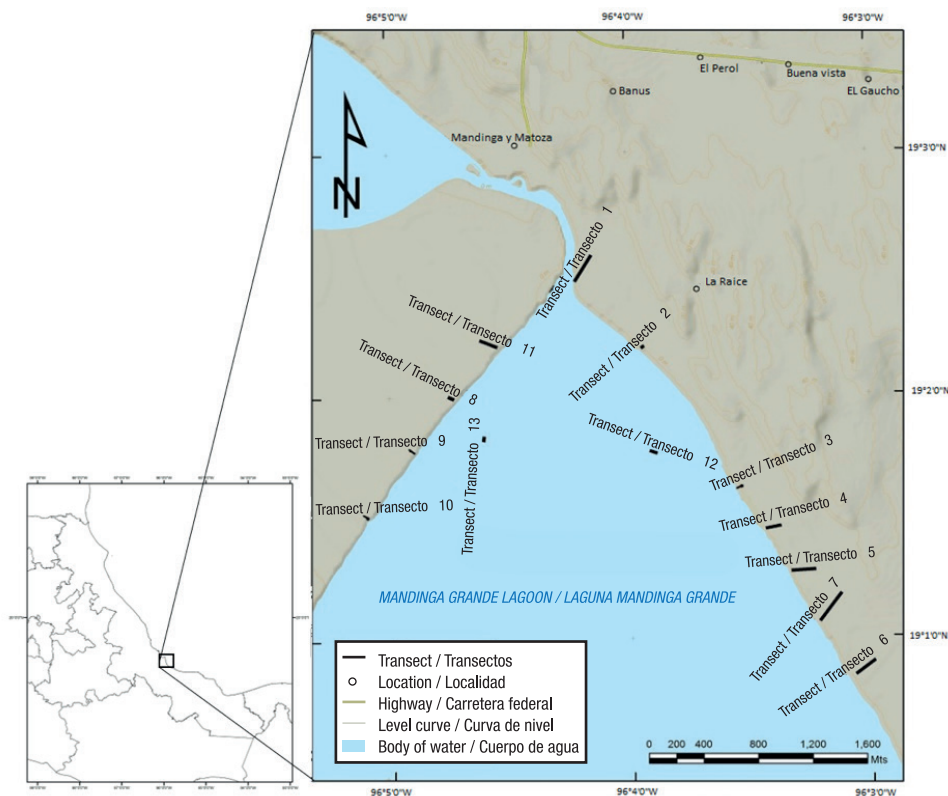 96°5'0"W 96°4'0"W 96°3'0"W
El Perol
Buena vista
EL Gaucho
Banus
Mandinga y Matoza
19°3'0"N
N
Transect / Transecto 1
La Raice
Transect / Transecto 2
Transect / Transecto 11
Transect / Transecto 8
19°2'0"N
Transect / Transecto 9
Transect / Transecto 13
Transect / Transecto 12
Transect / Transecto 3
Transect / Transecto 10
Transect / Transecto 4
Transect / Transecto 5
MANDINGA GRANDE LAGOON / LAGUNA MANDINGA GRANDE
Transect / Transecto 7
19°1'0"N
Transect / Transecto 6
Transect / Transectos
Location / Localidad
Highway / Carretera federal
Level curve / Curva de nivel
Body of water / Cuerpo de agua
0 200 400 800 1,200 1,600
Mts
96°5'0"W 96°4'0"W 96°3'0"W